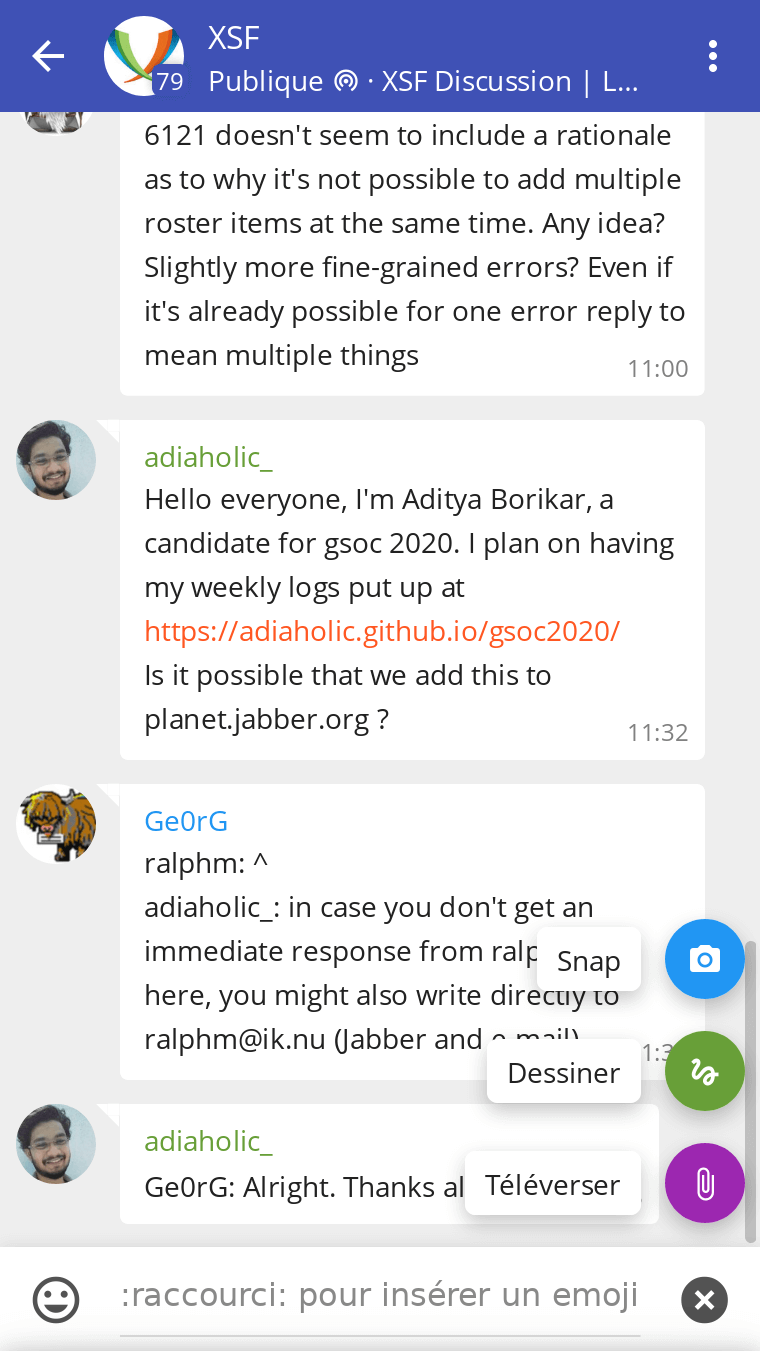 XSF
79
Publique · XSF Discussion | L...
6121 doesn't seem to include a rationale
as to why it's not possible to add multiple
roster items at the same time. Any idea?
Slightly more fine-grained errors? Even if
it's already possible for one error reply to
mean multiple things
11:00
adiaholic_
Hello everyone, I'm Aditya Borikar, a
candidate for gsoc 2020. I plan on having
my weekly logs put up at
https://adiaholic.github.io/gsoc2020/
Is it possible that we add this to
planet.jabber.org ?
11:32
Ge0rG
ralphm: ^
adiaholic_: in case you don't get an
immediate response from
here, you might also write directly to
ralphm@ik.nu (Jabber and e-mail)
Snap
Dessiner
adiaholic_
Ge0rG: Alright. Thanks
Téléverser
:raccourci: pour insérer un emoji